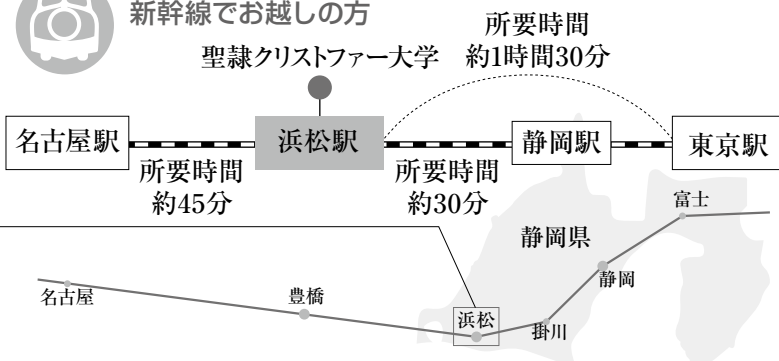 新幹線でお越しの方
所要時間
約1時間30分
聖隷クリストファー大学
名古屋駅
浜松駅
静岡駅
東京駅
所要時間
約45分
所要時間
約30分
富士
静岡県
静岡
名古屋
豊橋
浜松
掛川